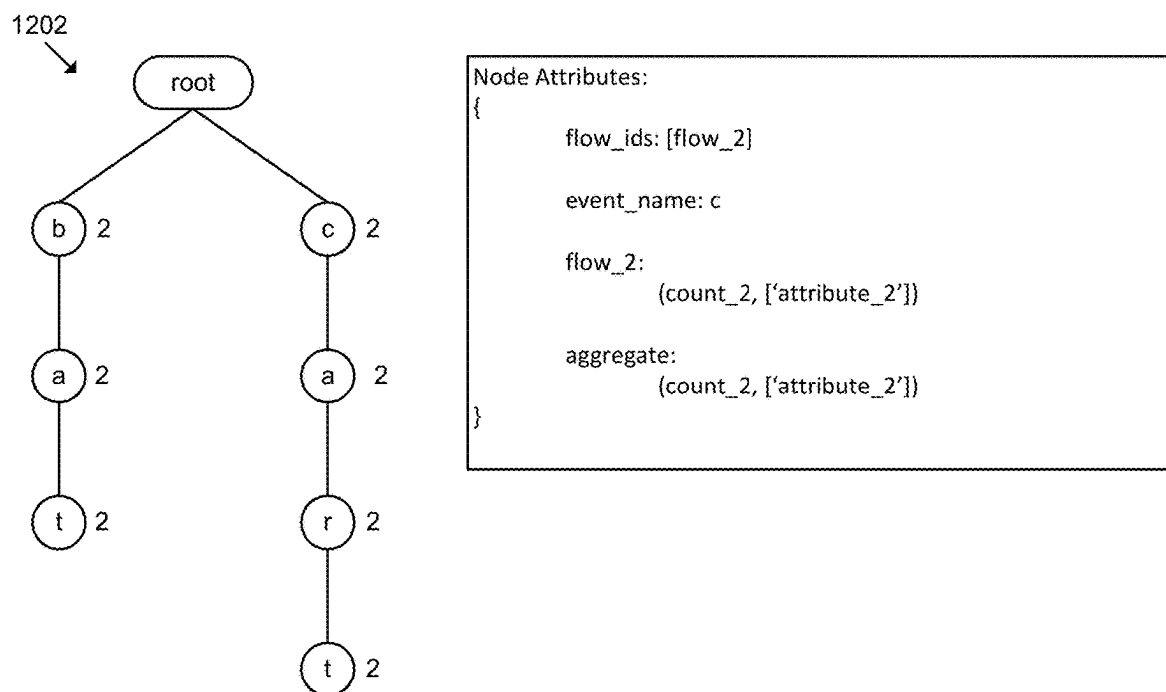 1202
root
b 2
c 2
a 2
a 2
t 2
r 2
t 2
Node Attributes:
{
flow_ids: [flow_2]
event_name: c
flow_2:
(count_2, [‘attribute_2’])
aggregate:
(count_2, [‘attribute_2’])
}